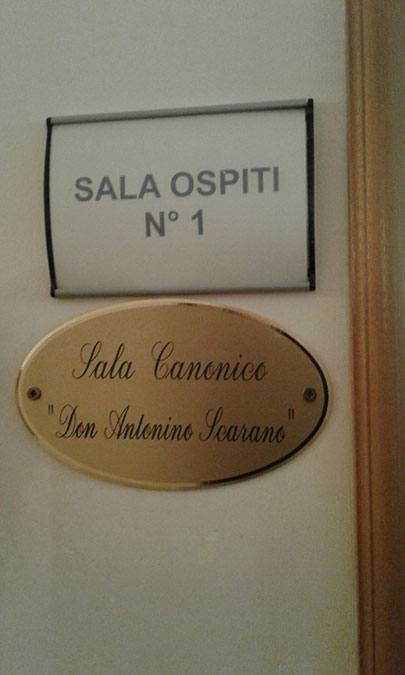 SALA OSPITI
N° 1
Sala Canonico
"Don Antonino Scarano"